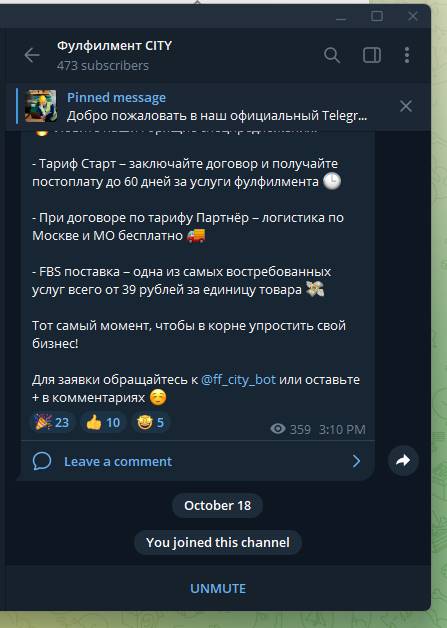 Фулфилмент CITY
473 subscribers
Pinned message
Добро пожаловать в наш официальный Telegr...
- Тариф Старт – заключайте договор и получайте
постоплату до 60 дней за услуги фулфилмента 🕒
- При договоре по тарифу Партнёр – логистика по
Москве и МО бесплатно 🚚
- FBS поставка – одна из самых востребованных
услуг всего от 39 рублей за единицу товара 💸
Тот самый момент, чтобы в корне упростить свой
бизнес!
Для заявки обращайтесь к @ff_city_bot или оставьте
+ в комментариях ☺️
🎉 23 👍 10 🤩 5
359 3:10 PM
Leave a comment
October 18
You joined this channel
UNMUTE